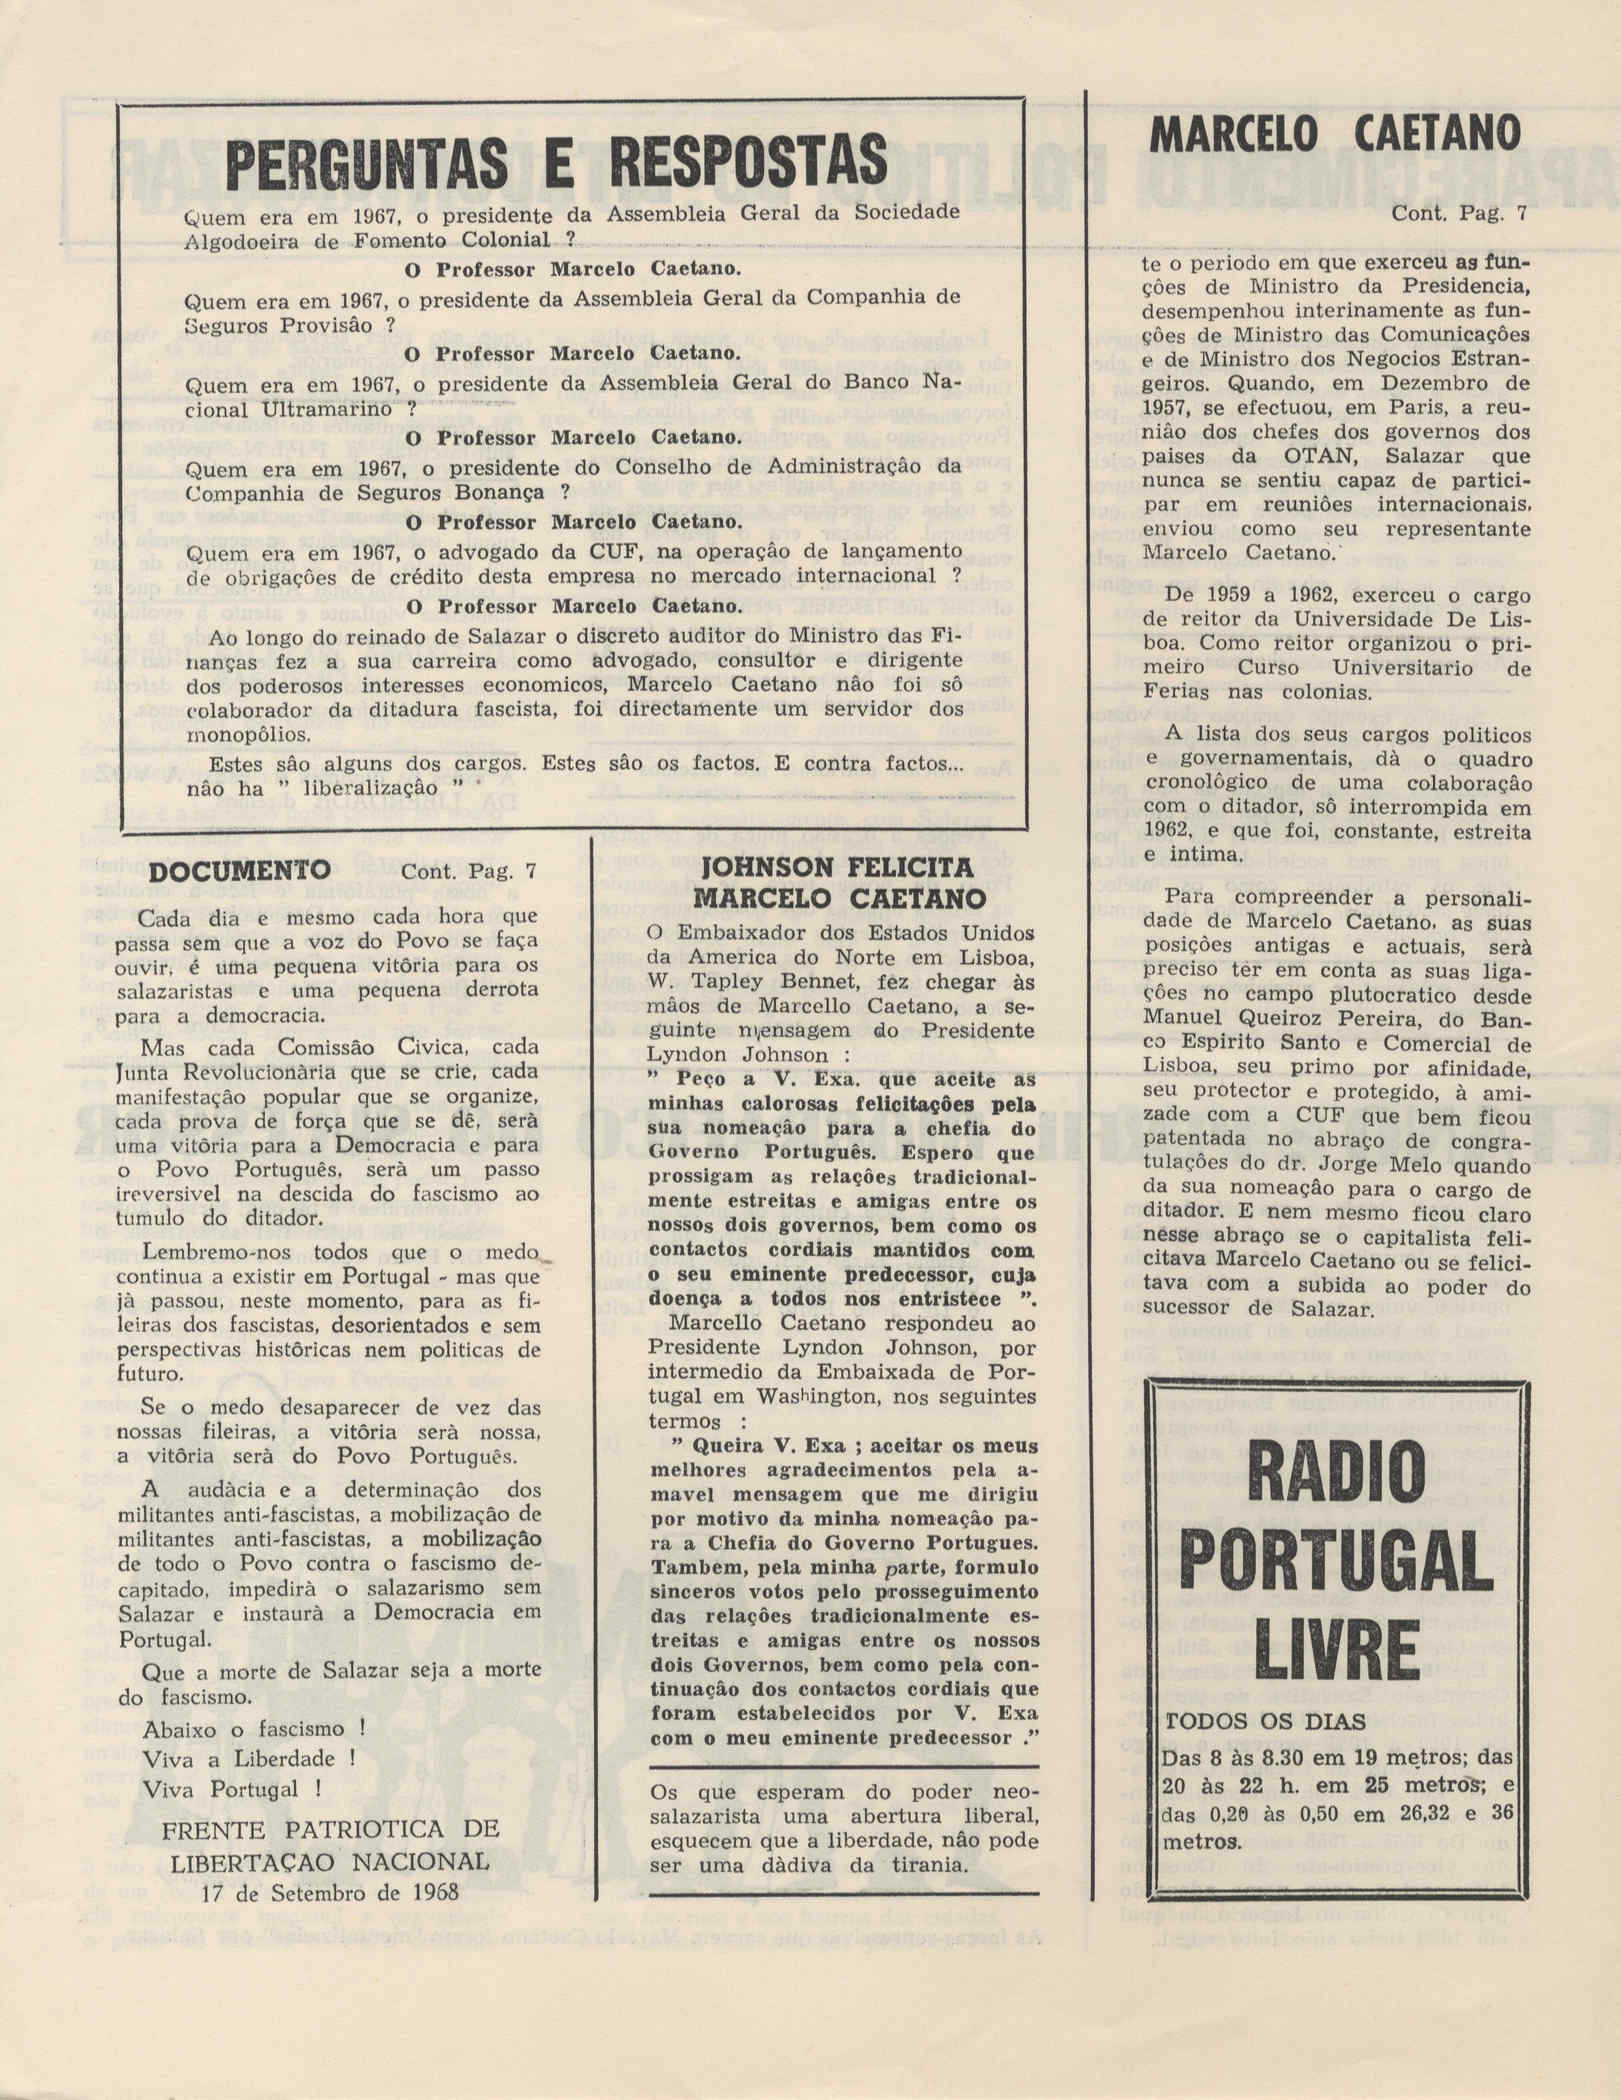 PERGUNTAS E RESPOSTAS
Quem era em 1967, o presidente da Assembleia Geral da Sociedade
Algodoeira de Fomento Colonial ?
O Professor Marcelo Caetano.
Quem era em 1967, o presidente da Assembleia Geral da Companhia de
Seguros Provisâo ?
O Professor Marcelo Caetano.
Quem era em 1967, o presidente da Assembleia Geral do Banco Na-
cional Ultramarino ?
O Professor Marcelo Caetano.
Quem era em 1967, o presidente do Conselho de Administraçâo da
Companhia de Seguros Bonança ?
O Professor Marcelo Caetano.
Quem era em 1967, o advogado da CUF, na operaçâo de lançamento
de obrigaçôes de crédito desta empresa no mercado internacional ?
O Professor Marcelo Caetano.
Ao longo do reinado de Salazar o discreto auditor do Ministro das Fi-
nanças fez a sua carreira como advogado, consultor e dirigente
dos poderosos interesses economicos, Marcelo Caetano nâo foi sô
colaborador da ditadura fascista, foi directamente um servidor dos
monopôlios.
Estes sâo alguns dos cargos. Estes sâo os factos. E contra factos...
nâo ha " liberalizaçâo "
DOCUMENTO Cont. Pag. 7
Cada dia e mesmo cada hora que
passa sem que a voz do Povo se faça
ouvir, é uma pequena vitôria para os
salazaristas e uma pequena derrota
para a democracia.
Mas cada Comissâo Civica, cada
Junta Revolucionària que se crie, cada
manifestaçâo popular que se organize,
cada prova de força que se dê, serà
uma vitôria para a Democracia e para
o Povo Português, serà um passo
ireversivel na descida do fascismo ao
tumulo do ditador.
Lembremo-nos todos que o medo
continua a existir em Portugal - mas que
jà passou, neste momento, para as fi-
leiras dos fascistas, desorientados e sem
perspectivas histôricas nem politicas de
futuro.
Se o medo desaparecer de vez das
nossas fileiras, a vitôria serà nossa,
a vitôria serà do Povo Português.
A audàcia e a determinaçâo dos
militantes anti-fascistas, a mobilizaçâo de
militantes anti-fascistas, a mobilizaçâo
de todo o Povo contra o fascismo de-
capitado, impedirà o salazarismo sem
Salazar e instaurà a Democracia em
Portugal.
Que a morte de Salazar seja a morte
do fascismo.
Abaixo o fascismo !
Viva a Liberdade !
Viva Portugal !
FRENTE PATRIOTICA DE
LIBERTAÇAO NACIONAL
17 de Setembro de 1968
JOHNSON FELICITA
MARCELO CAETANO
O Embaixador dos Estados Unidos
da America do Norte em Lisboa,
W. Tapley Bennet, fez chegar às
mâos de Marcello Caetano, a se-
guinte mensagem do Presidente
Lyndon Johnson :
" Peço a V. Exa. que aceite as
minhas calorosas felicitaçôes pela
sua nomeaçâo para a chefia do
Governo Português. Espero que
prossigam as relaçôes tradicional-
mente estreitas e amigas entre os
nossos dois governos, bem como os
contactos cordiais mantidos com
o seu eminente predecessor, cuja
doença a todos nos entristece ".
Marcello Caetano respondeu ao
Presidente Lyndon Johnson, por
intermedio da Embaixada de Por-
tugal em Washington, nos seguintes
termos :
" Queira V. Exa ; aceitar os meus
melhores agradecimentos pela a-
mavel mensagem que me dirigiu
por motivo da minha nomeaçâo pa-
ra a Chefia do Governo Portugues.
Tambem, pela minha parte, formulo
sinceros votos pelo prosseguimento
das relaçôes tradicionalmente es-
treitas e amigas entre os nossos
dois Governos, bem como pela con-
tinuaçâo dos contactos cordiais que
foram estabelecidos por V. Exa
com o meu eminente predecessor ."
Os que esperam do poder neo-
salazarista uma abertura liberal,
esquecem que a liberdade, nâo pode
ser uma dàdiva da tirania.
MARCELO CAETANO
Cont. Pag. 7
te o periodo em que exerceu as fun-
çôes de Ministro da Presidencia,
desempenhou interinamente as fun-
çôes de Ministro das Comunicaçôes
e de Ministro dos Negocios Estran-
geiros. Quando, em Dezembro de
1957, se efectuou, em Paris, a reu-
niâo dos chefes dos governos dos
paises da OTAN, Salazar que
nunca se sentiu capaz de partici-
par em reuniôes internacionais,
enviou como seu representante
Marcelo Caetano.
De 1959 a 1962, exerceu o cargo
de reitor da Universidade De Lis-
boa. Como reitor organizou o pri-
meiro Curso Universitario de
Ferias nas colonias.
A lista dos seus cargos politicos
e governamentais, dà o quadro
cronolôgico de uma colaboraçâo
com o ditador, sô interrompida em
1962, e que foi, constante, estreita
e intima.
Para compreender a personali-
dade de Marcelo Caetano, as suas
posiçôes antigas e actuais, serà
preciso ter em conta as suas liga-
çôes no campo plutocratico desde
Manuel Queiroz Pereira, do Ban-
co Espirito Santo e Comercial de
Lisboa, seu primo por afinidade,
seu protector e protegido, à ami-
zade com a CUF que bem ficou
patentada no abraço de congra-
tulaçôes do dr. Jorge Melo quando
da sua nomeaçâo para o cargo de
ditador. E nem mesmo ficou claro
nesse abraço se o capitalista feli-
citava Marcelo Caetano ou se felici-
tava com a subida ao poder do
sucessor de Salazar.
RADIO
PORTUGAL
LIVRE
TODOS OS DIAS
Das 8 às 8.30 em 19 metros; das
20 às 22 h. em 25 metros; e
das 0,20 às 0,50 em 26,32 e 36
metros.